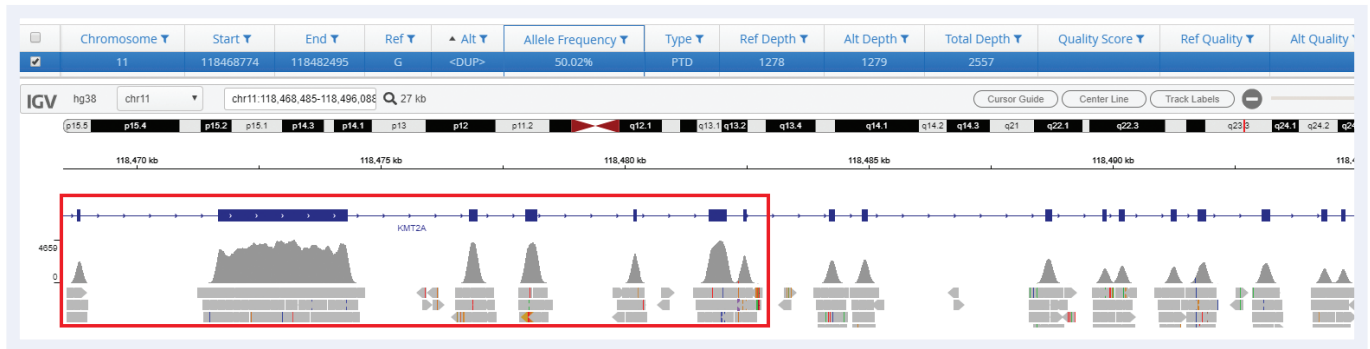 Chromosome Start End Ref Alt Allele Frequency Type Ref Depth Alt Depth Total Depth Quality Score Ref Quality Alt Quality
11 118468774 118482495 G <DUP> 50.02% PTD 1278 1279 2557
IGV hg38 chr11 chr11:118,468,485-118,496,088 27 kb Cursor Guide Center Line Track Labels
p15.5 p15.4 p15.2 p15.1 p14.3 p14.1 p13 p12 p11.2 q12.1 q13.1 q13.2 q13.4 q14.1 q14.2 q14.3 q21 q22.1 q22.3 q23.3 q24.1 q24.2
118,470 kb 118,475 kb 118,480 kb 118,485 kb 118,490 kb 118,4
KMT2A
4659
0